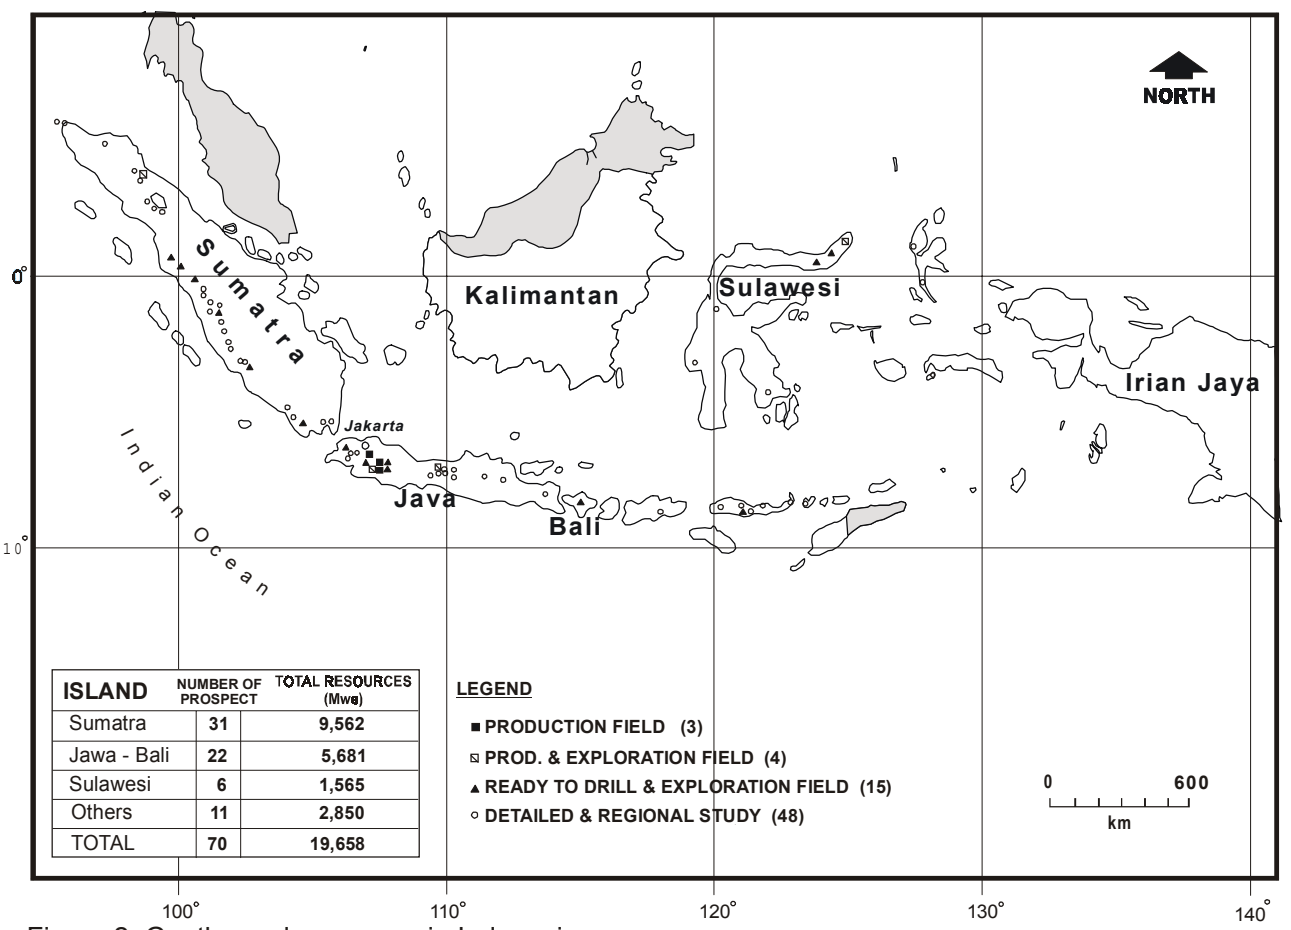 NORTH
0°
Sumatra
Kalimantan
Sulawesi
Irian Jaya
Jakarta
Java
Bali
Indian Ocean
10°
ISLAND NUMBER OF PROSPECT TOTAL RESOURCES (Mwe)
Sumatra 31 9,562
Jawa - Bali 22 5,681
Sulawesi 6 1,565
Others 11 2,850
TOTAL 70 19,658
LEGEND
PRODUCTION FIELD (3)
PROD. & EXPLORATION FIELD (4)
READY TO DRILL & EXPLORATION FIELD (15)
DETAILED & REGIONAL STUDY (48)
0 600
km
100° 110° 120° 130° 140°